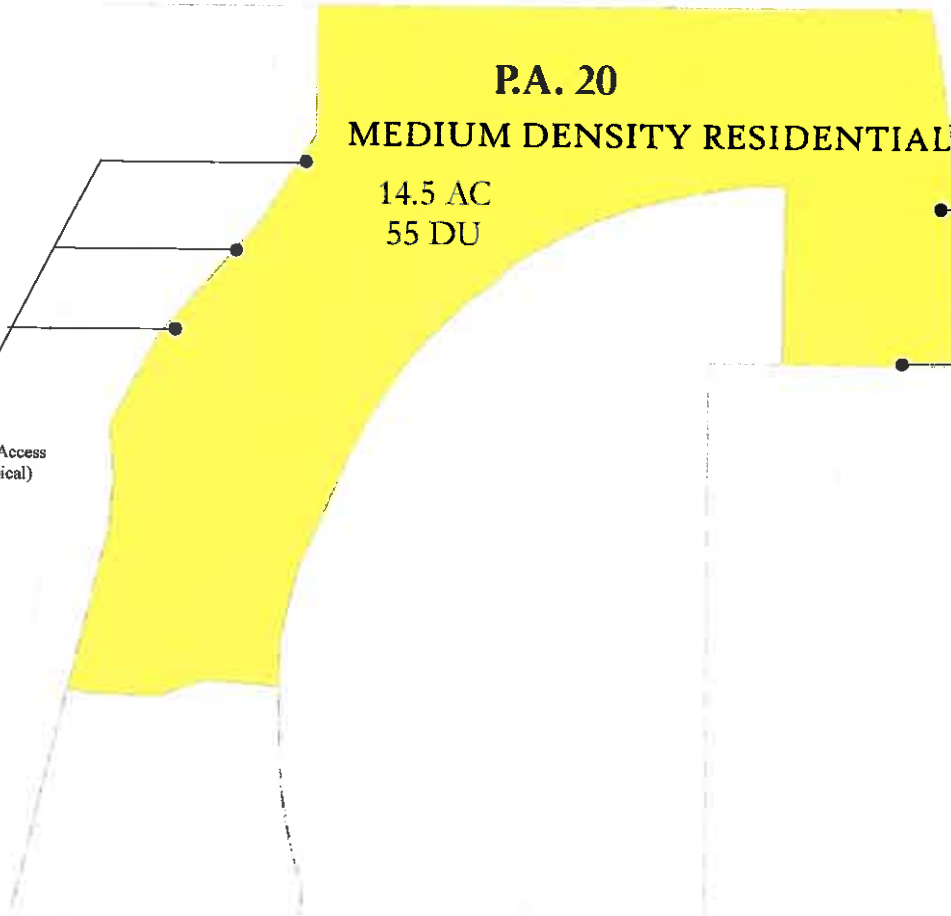 P.A. 20
MEDIUM DENSITY RESIDENTIAL
14.5 AC
55 DU
Access
ical)